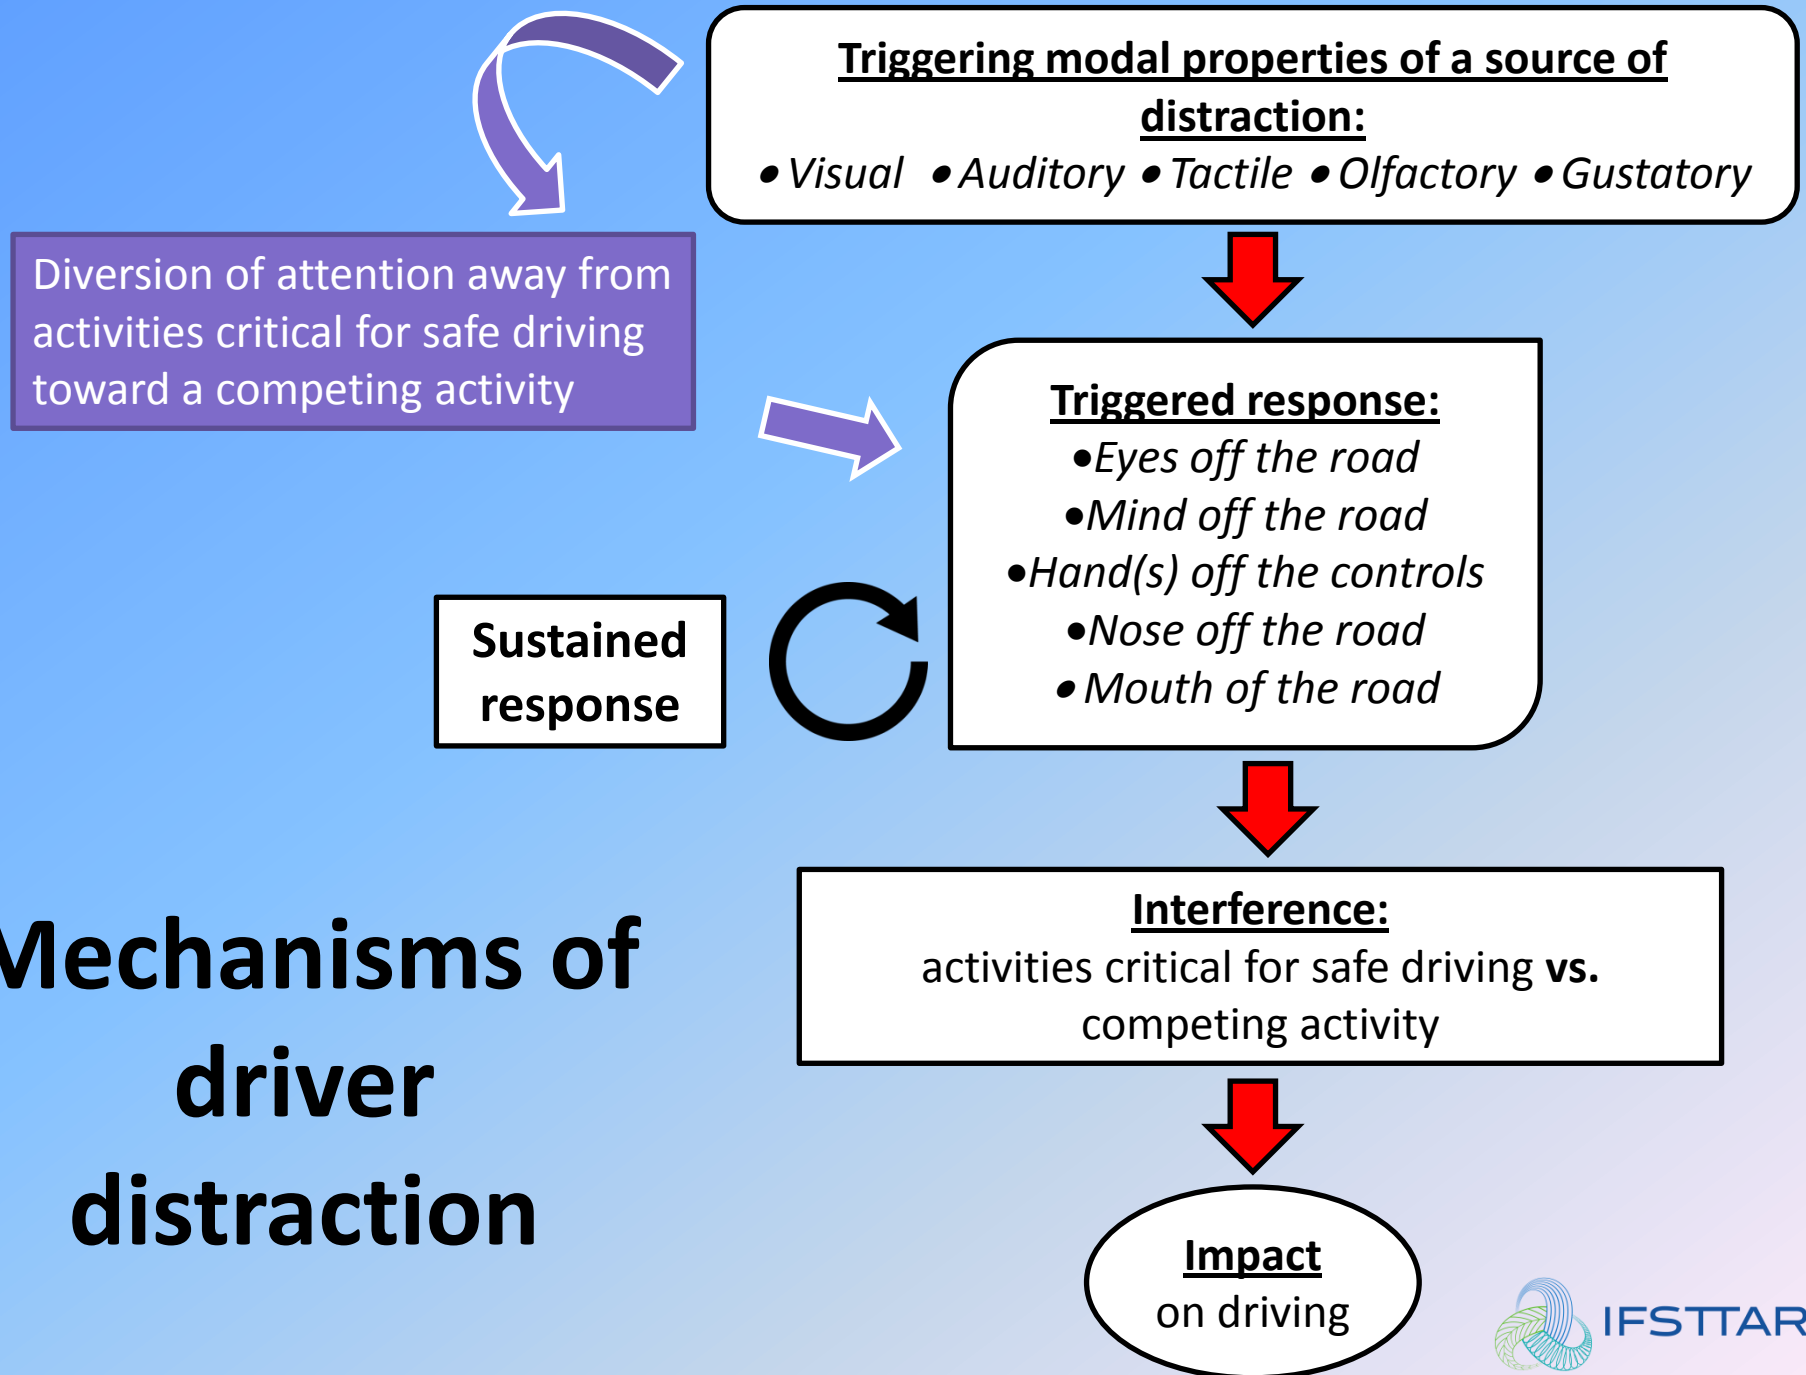 Triggering modal properties of a source of
distraction:
• Visual • Auditory • Tactile • Olfactory • Gustatory
Diversion of attention away from
activities critical for safe driving
toward a competing activity
Triggered response:
•Eyes off the road
•Mind off the road
•Hand(s) off the controls
•Nose off the road
• Mouth of the road
Sustained
response
Interference:
activities critical for safe driving vs.
competing activity
Mechanisms of
driver
distraction
Impact
on driving
IFSTTAR